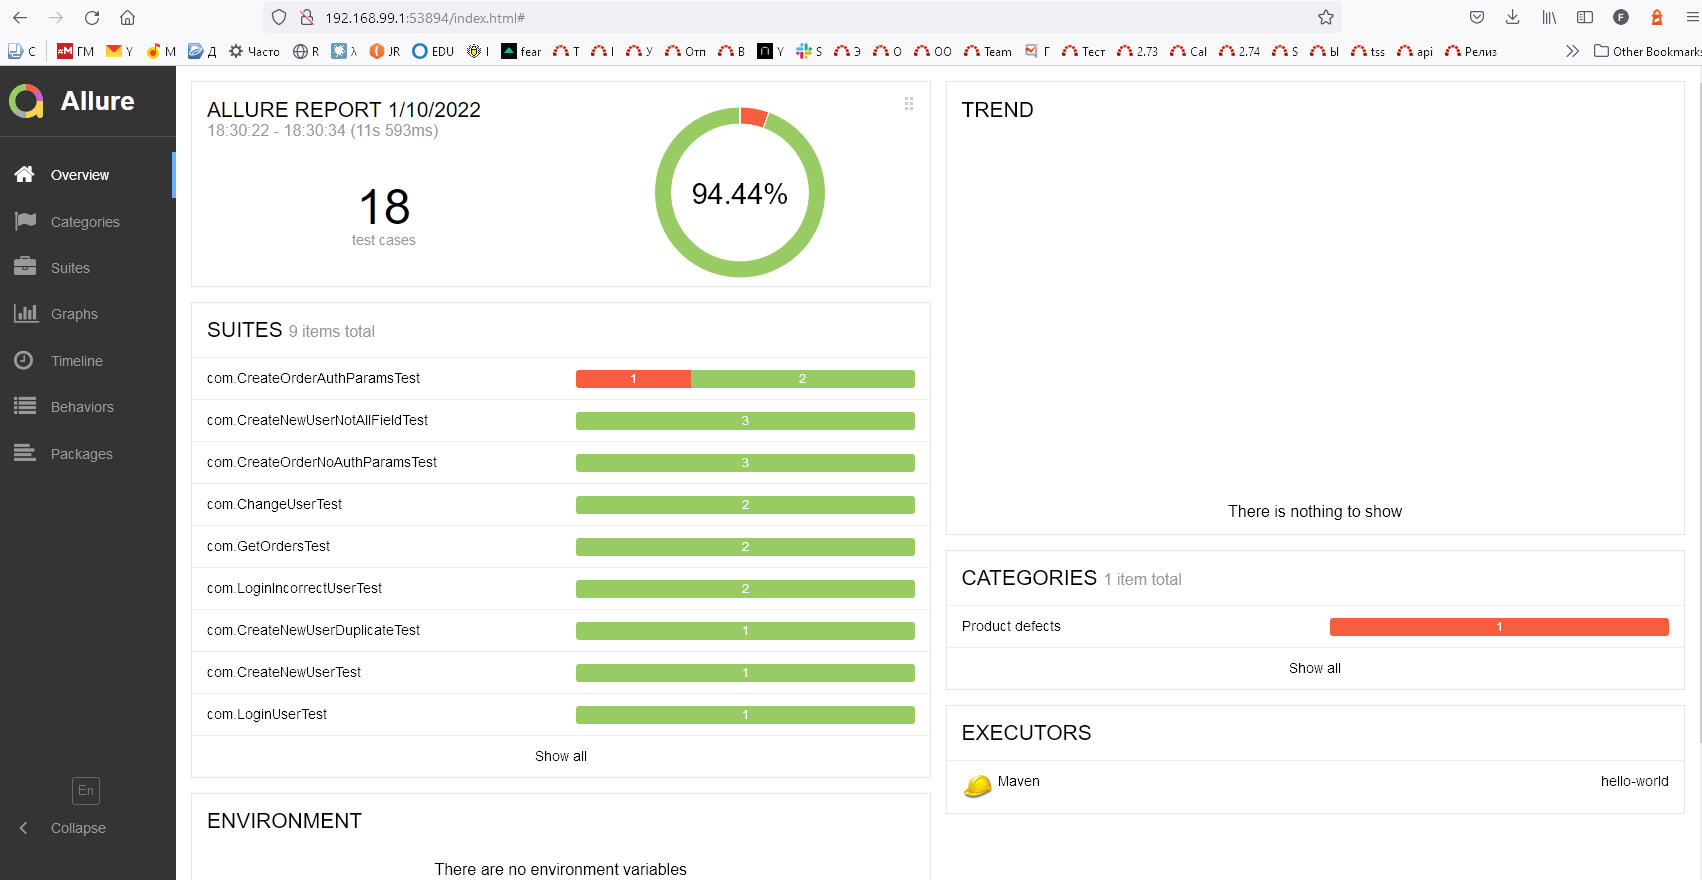 192.168.99.1:53894/index.html#
С ГМ Y М Д Часто R λ JR EDU I fear Т I У Отп В Y S Э О ОО Team Г Тест 2.73 Cal 2.74 S Ы tss api Релиз Other Bookmarks
Allure
Overview
Categories
Suites
Graphs
Timeline
Behaviors
Packages
En
Collapse
ALLURE REPORT 1/10/2022
18:30:22 - 18:30:34 (11s 593ms)
18
test cases
94.44%
SUITES 9 items total
com.CreateOrderAuthParamsTest 1 2
com.CreateNewUserNotAllFieldTest 3
com.CreateOrderNoAuthParamsTest 3
com.ChangeUserTest 2
com.GetOrdersTest 2
com.LoginIncorrectUserTest 2
com.CreateNewUserDuplicateTest 1
com.CreateNewUserTest 1
com.LoginUserTest 1
Show all
ENVIRONMENT
There are no environment variables
TREND
There is nothing to show
CATEGORIES 1 item total
Product defects 1
Show all
EXECUTORS
Maven hello-world